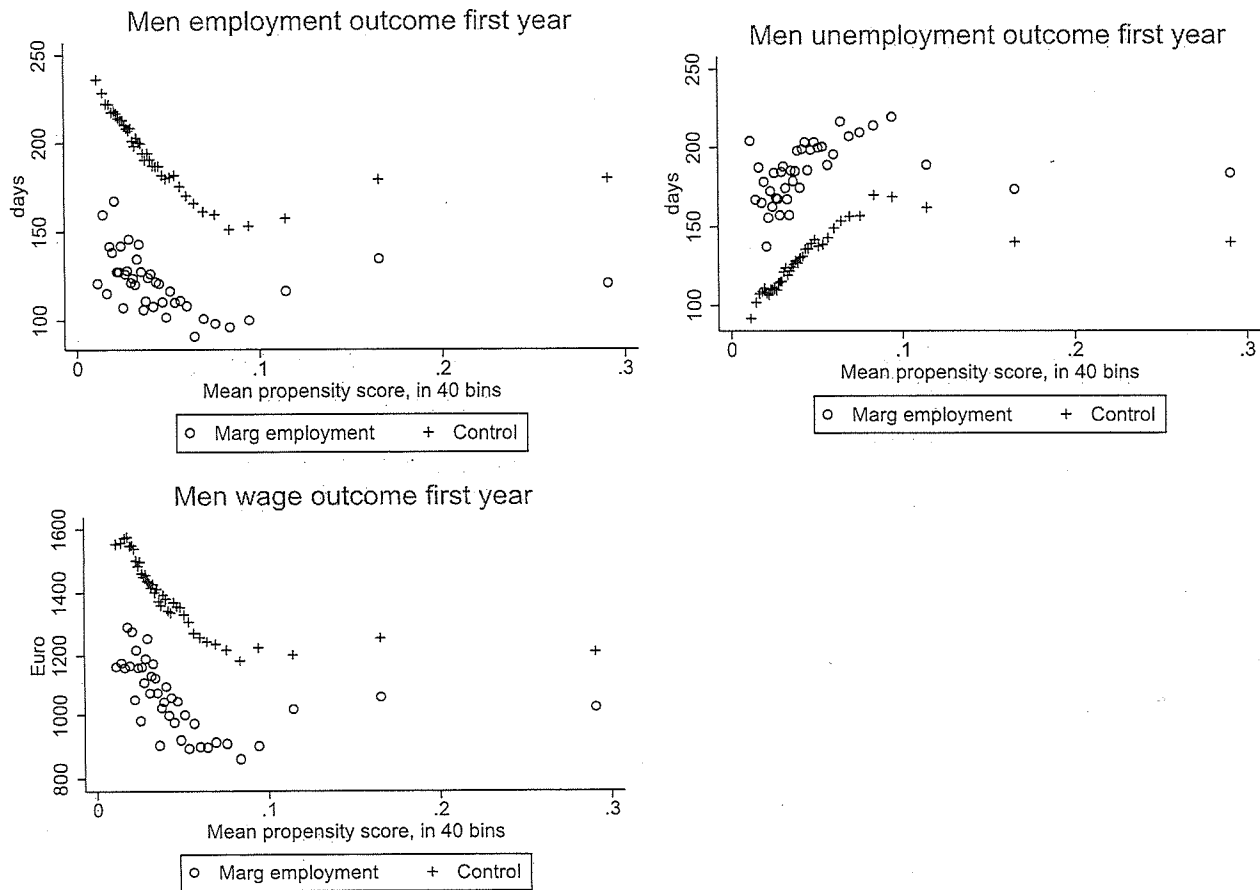 Men employment outcome first year
250
200
150
100
days
0
.1
.2
.3
Mean propensity score, in 40 bins
Marg employment
Control
Men unemployment outcome first year
250
200
150
100
days
0
.1
.2
.3
Mean propensity score, in 40 bins
Marg employment
Control
Men wage outcome first year
1600
1400
1200
1000
800
Euro
0
.1
.2
.3
Mean propensity score, in 40 bins
Marg employment
Control